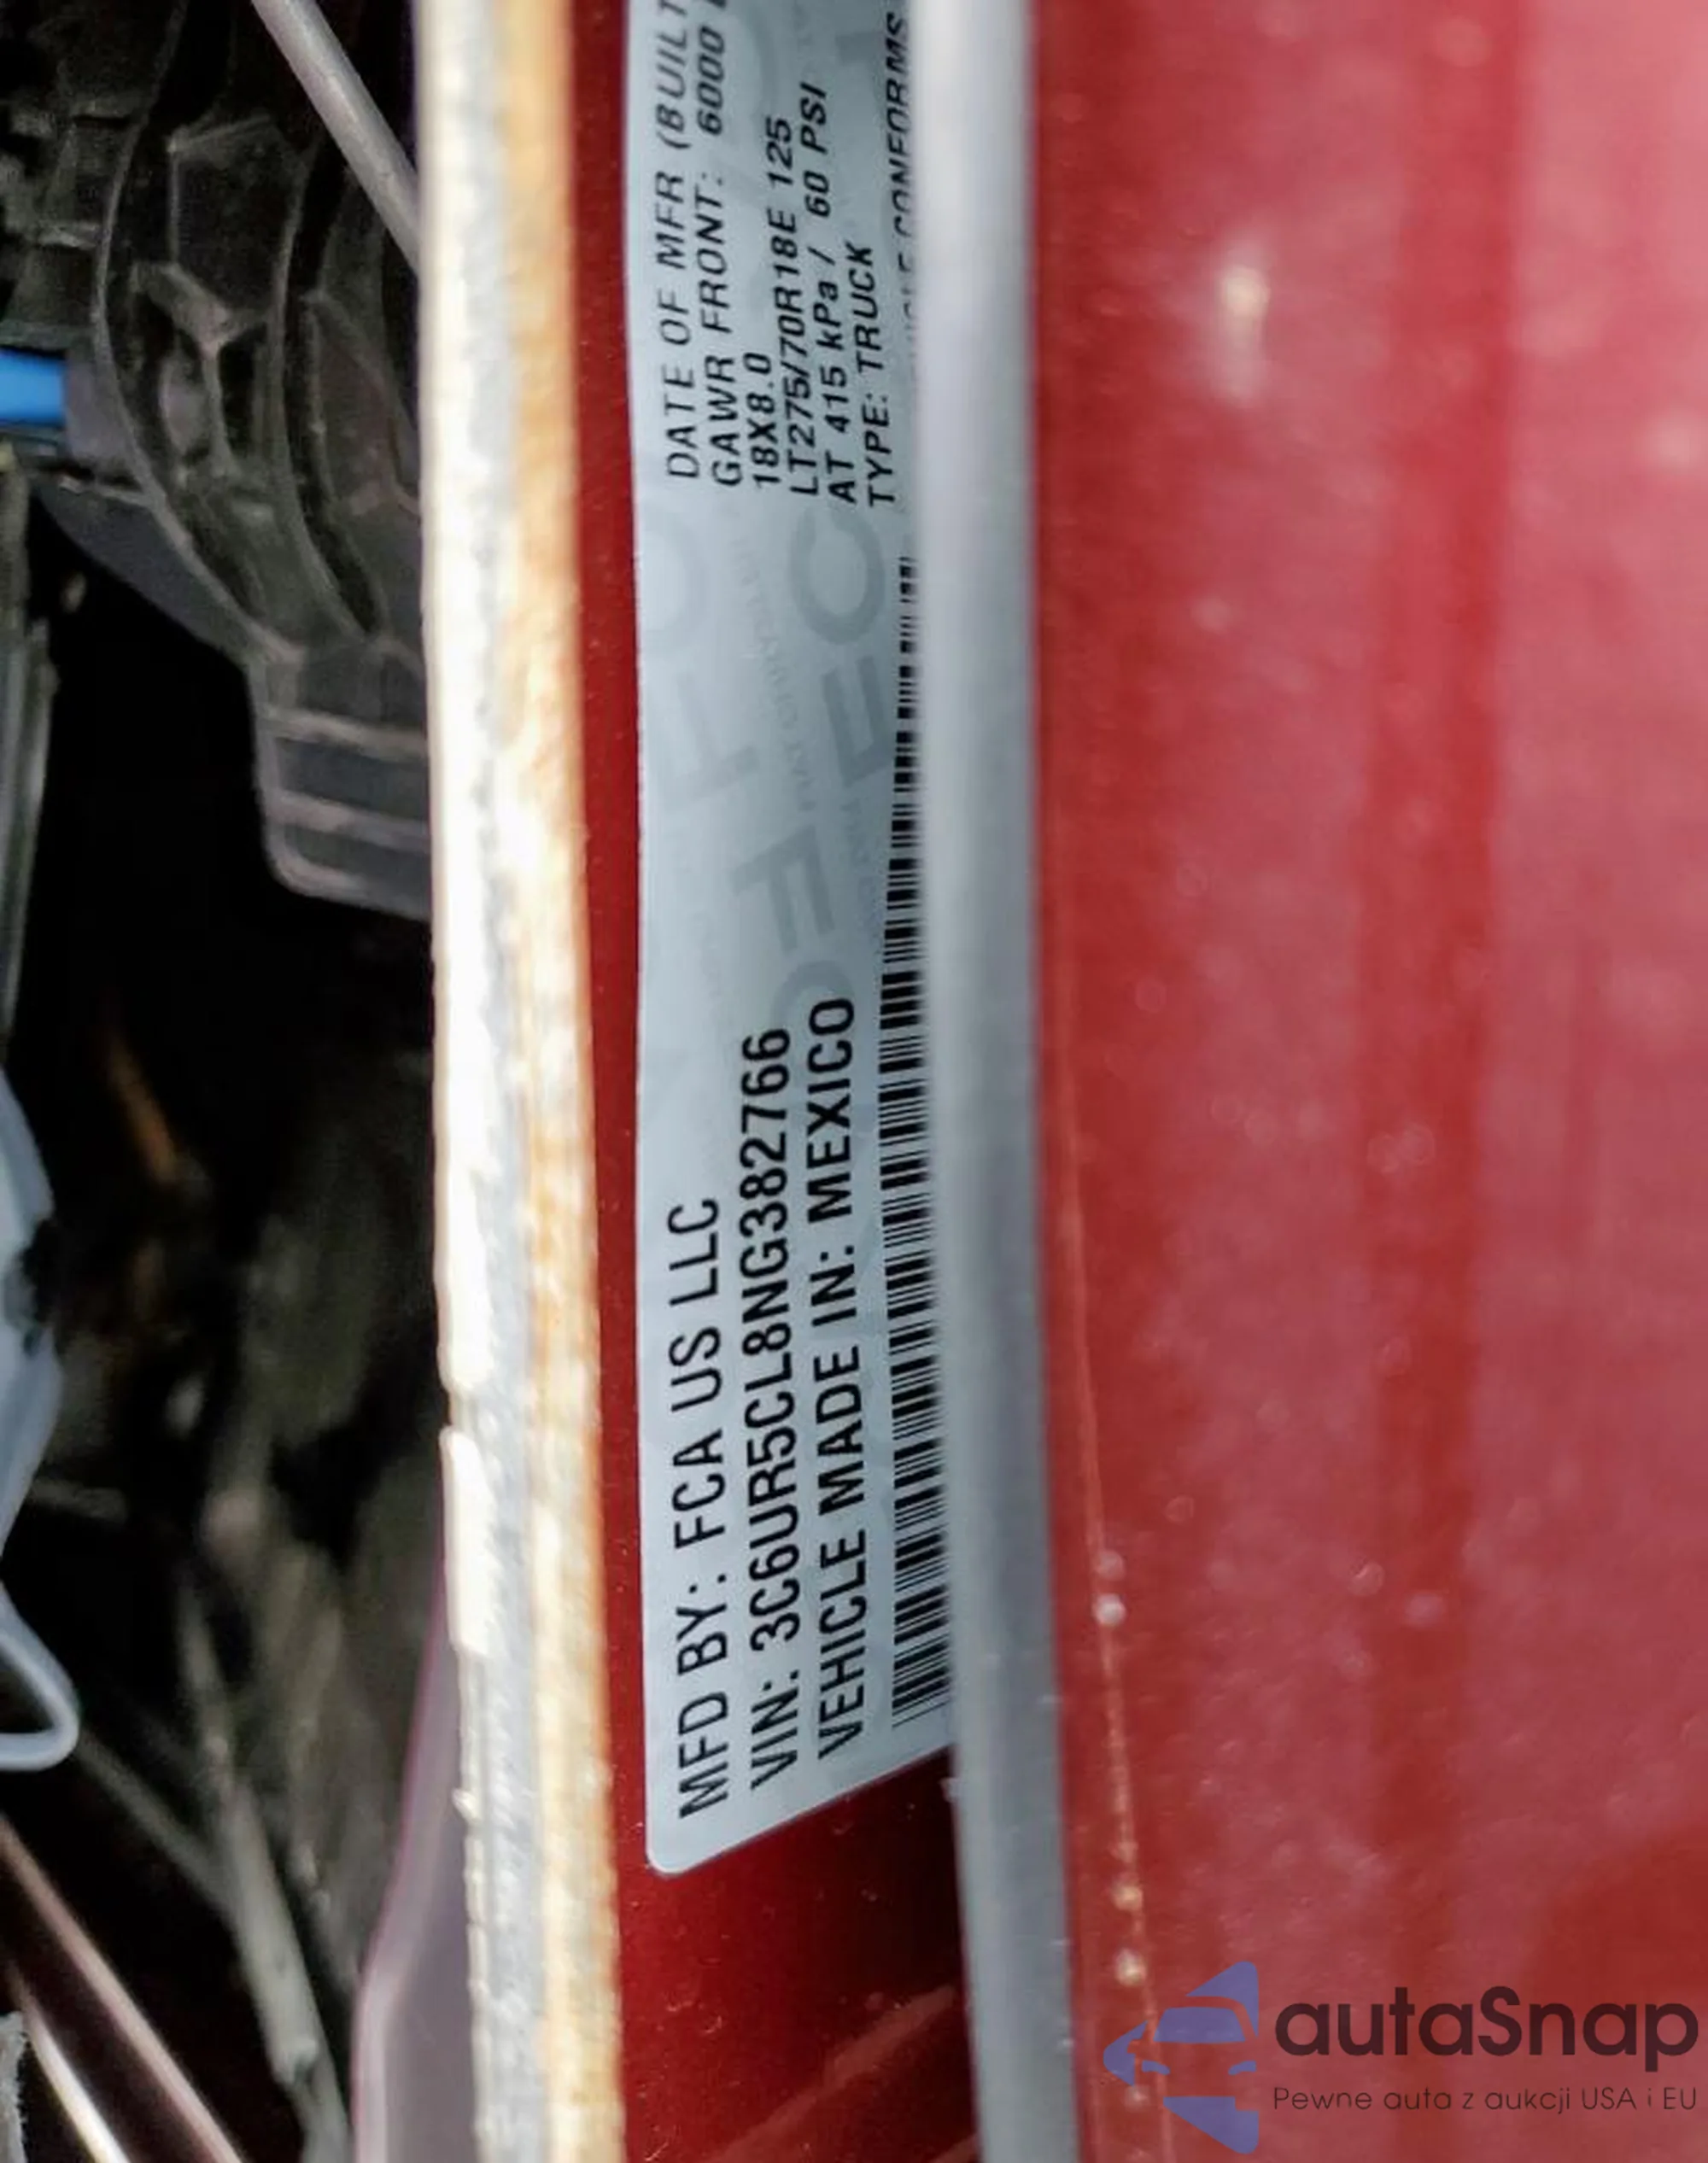 MFD BY: FCA US LLC
VIN: 3C6UR5CL8NG382766
VEHICLE MADE IN: MEXICO
DATE OF MFR (BUILT
GAWR FRONT: 6000
18X8.0
LT275/70R18E 125
AT 415 kPa / 60 PSI
TYPE: TRUCK
CONFORMS
autaSnap
Pewne auta z aukcji USA i EU